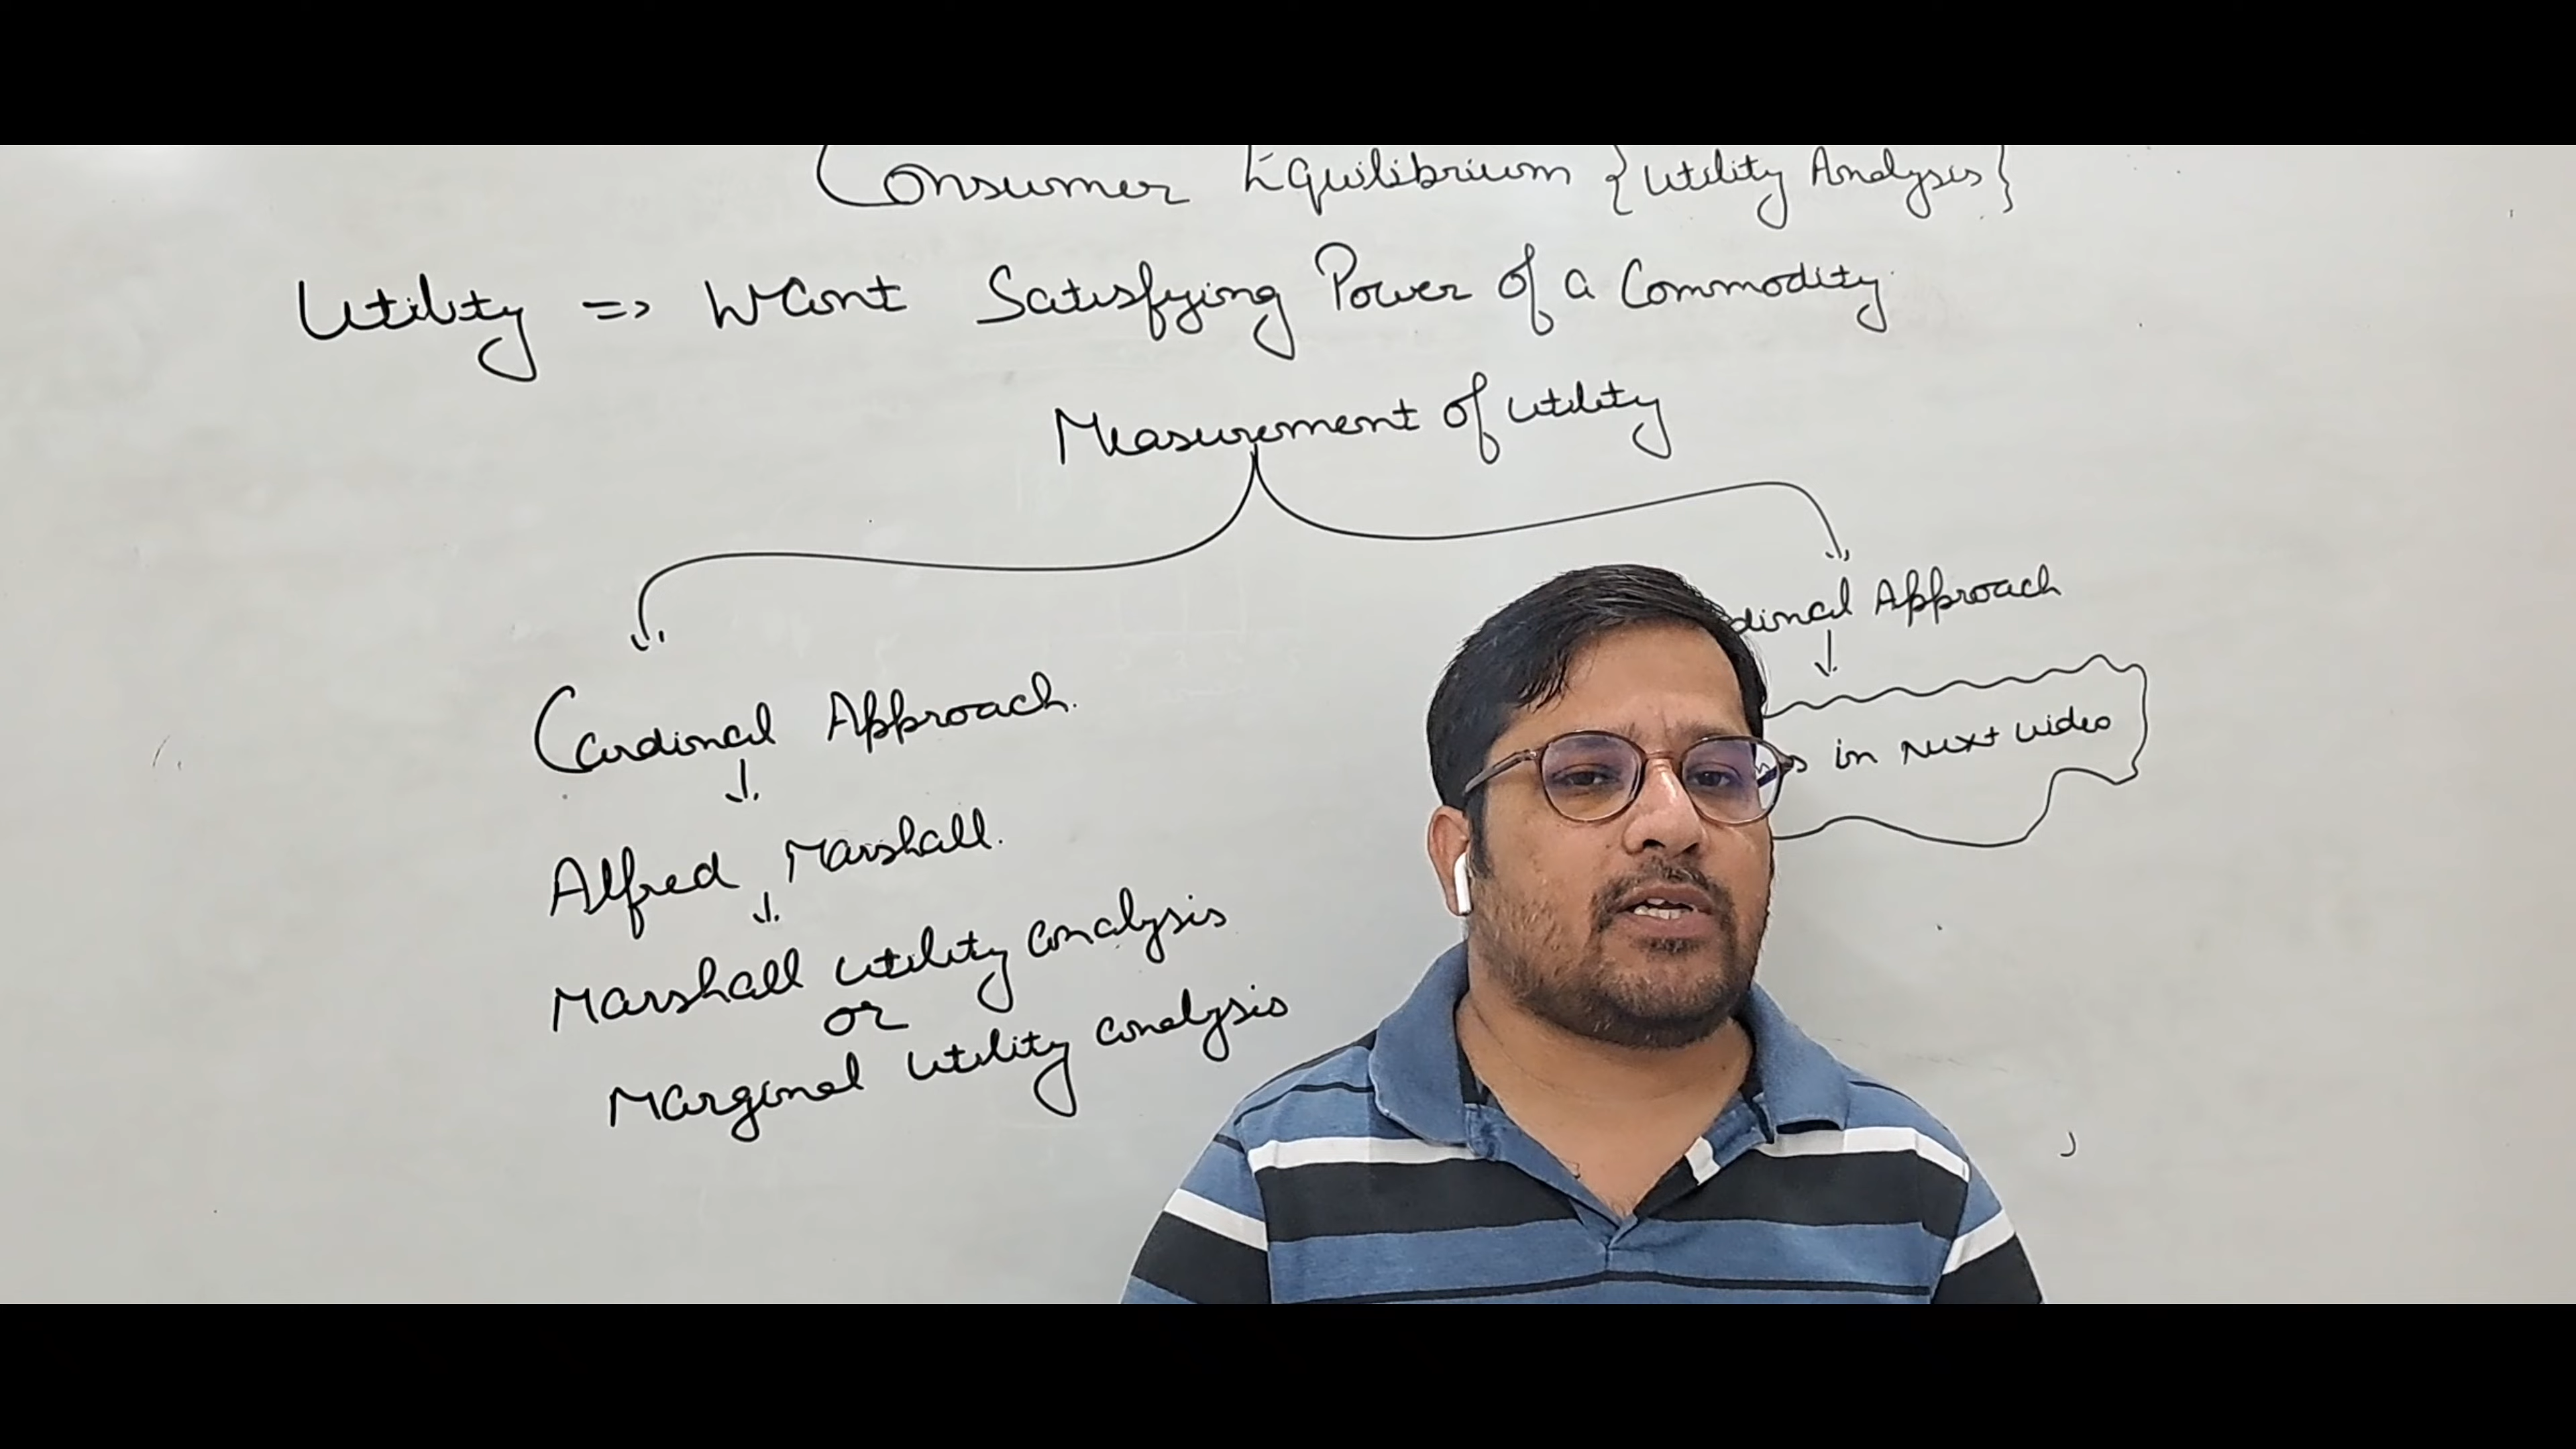 Consumer Equilibrium {Utility Analysis}
Utility => Want Satisfying Power of a Commodity
Measurement of utility
Cardinal Approach.
dinal Approach
in Next video
Alfred Marshall.
Marshall utility analysis
or
Marginal utility analysis